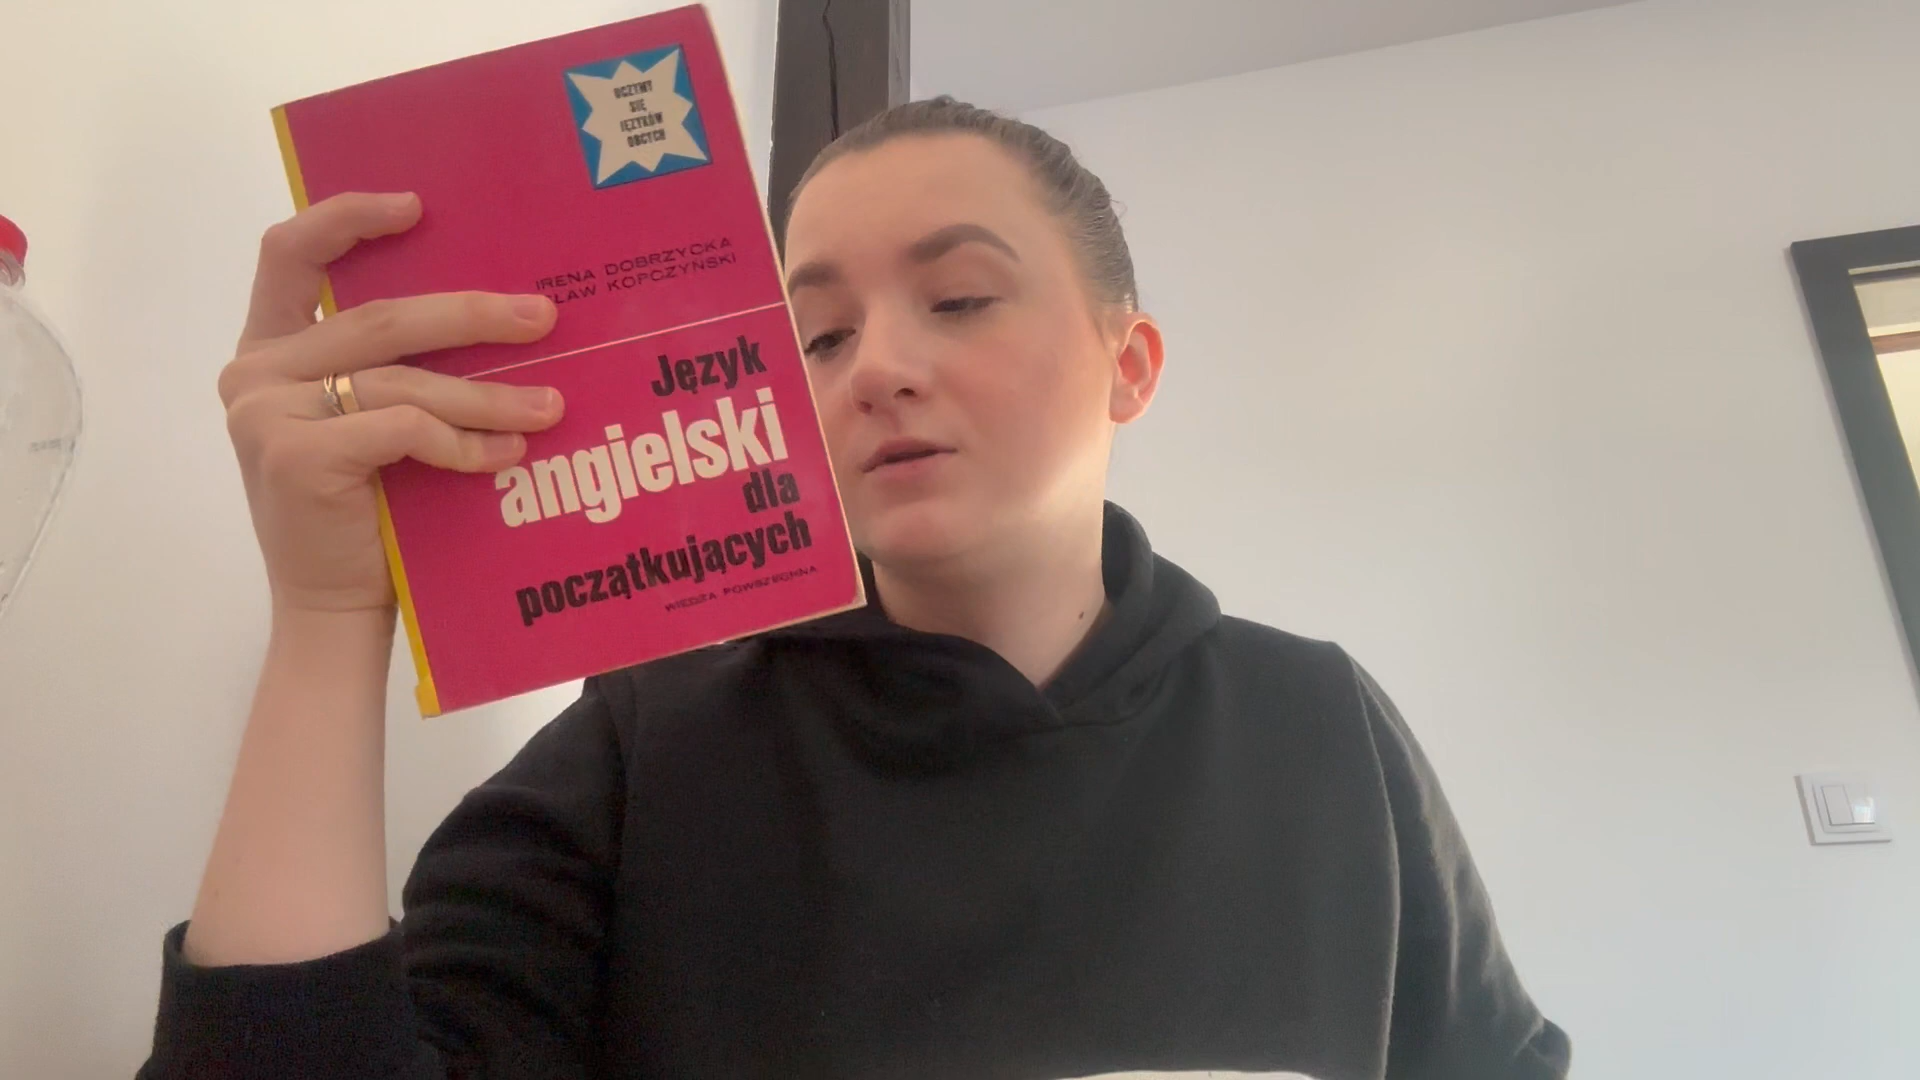 UCZYMY
SIĘ
JĘZYKÓW
OBCYCH
IRENA DOBRZYCKA
KOPCZYŃSKI
Język
angielski
dla
początkujących
WIEDZA POWSZECHNA